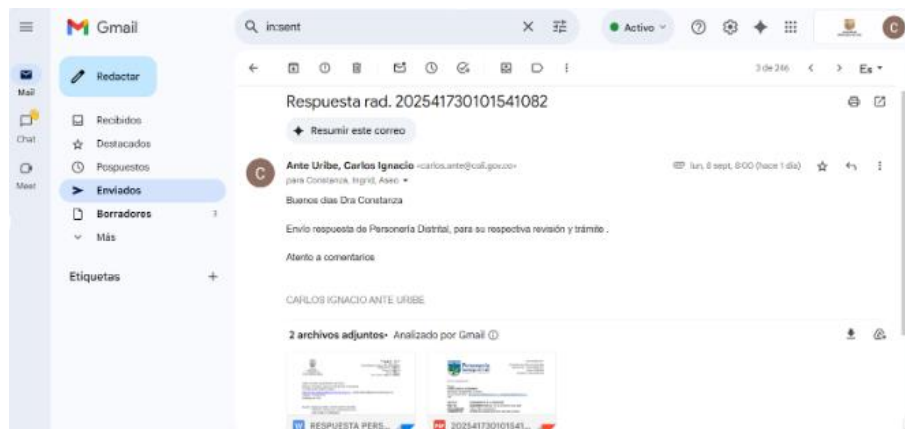 Gmail
in:sent
Activo
C
Redactar
3 de 246
Es
Mail
Respuesta rad. 202541730101541082
Chat
Recibidos
Resumir este correo
Destacados
Meet
Pospuestos
Ante Uribe, Carlos Ignacio <carlos.ante@cali.gov.co>
lun, 8 sept, 8:00 (hace 1 día)
C
para Constanza, Ingrid, Aseo
Enviados
Buenos días Dra Constanza
Borradores 3
Más
Envío respuesta de Personería Distrital, para su respectiva revisión y trámite .
Atento a comentarios
Etiquetas +
CARLOS IGNACIO ANTE URIBE
2 archivos adjuntos• Analizado por Gmail
Personería
W RESPUESTA PERS...
PDF 202541730101541...